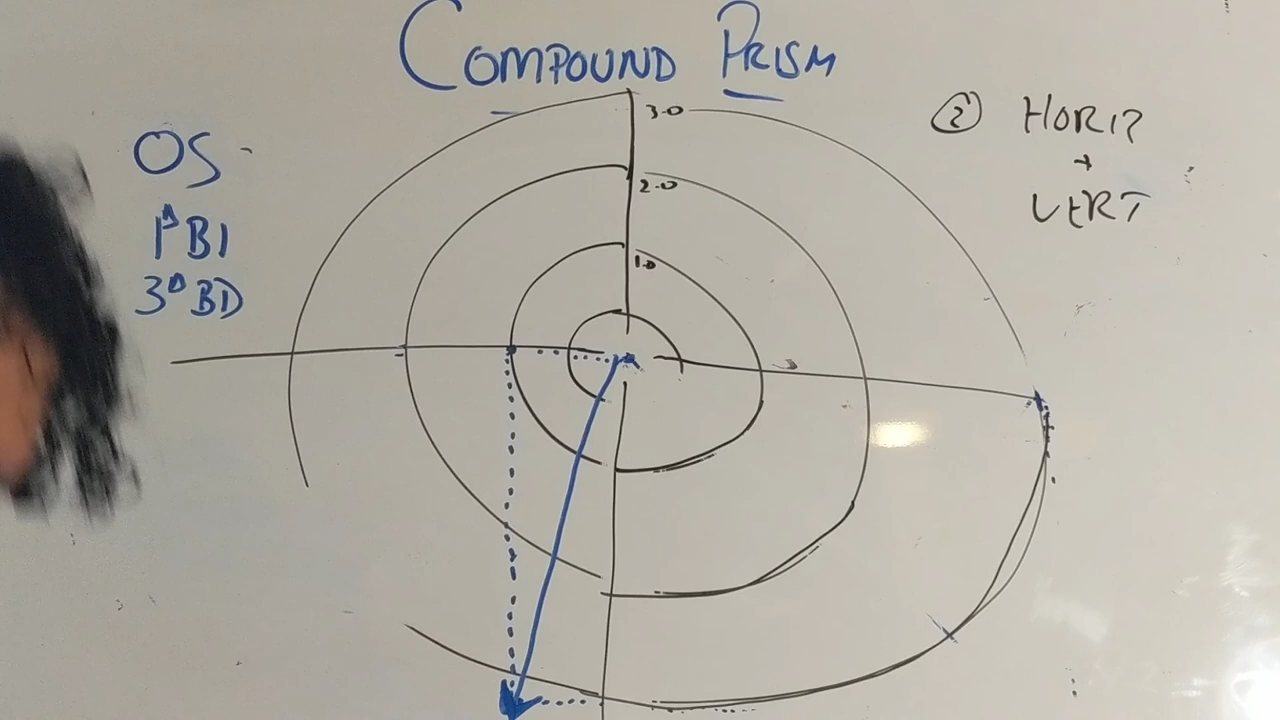 COMPOUND PRISM
OS
1△ BI
3△ BD
3.0
2.0
1.0
② HORIZ
+
VERT